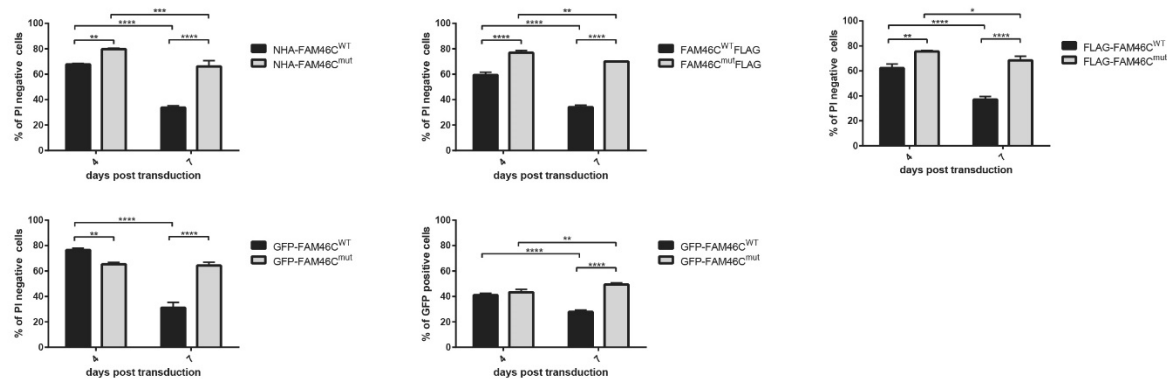 ***
****
** ****
% of PI negative cells
100
80
60
40
20
0
4 7
days post transduction
NHA-FAM46C^WT
NHA-FAM46C^mut
**
****
**** ****
% of PI negative cells
100
80
60
40
20
0
4 7
days post transduction
FAM46C^WT FLAG
FAM46C^mut FLAG
*
****
** ****
% of PI negative cells
100
80
60
40
20
0
4 7
days post transduction
FLAG-FAM46C^WT
FLAG-FAM46C^mut
****
** ****
% of PI negative cells
100
80
60
40
20
0
4 7
days post transduction
GFP-FAM46C^WT
GFP-FAM46C^mut
**
****
****
% of GFP positive cells
100
80
60
40
20
0
4 7
days post transduction
GFP-FAM46C^WT
GFP-FAM46C^mut